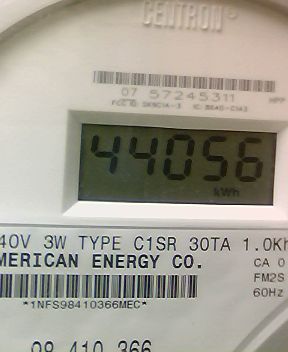 CENTRON®
07 57245311
HPP
44056
kWh
40V 3W TYPE C1SR 30TA 1.0Kh
MERICAN ENERGY CO.
CA 0
FM2S
60Hz
*1NFS98410366MEC*
98 410 366